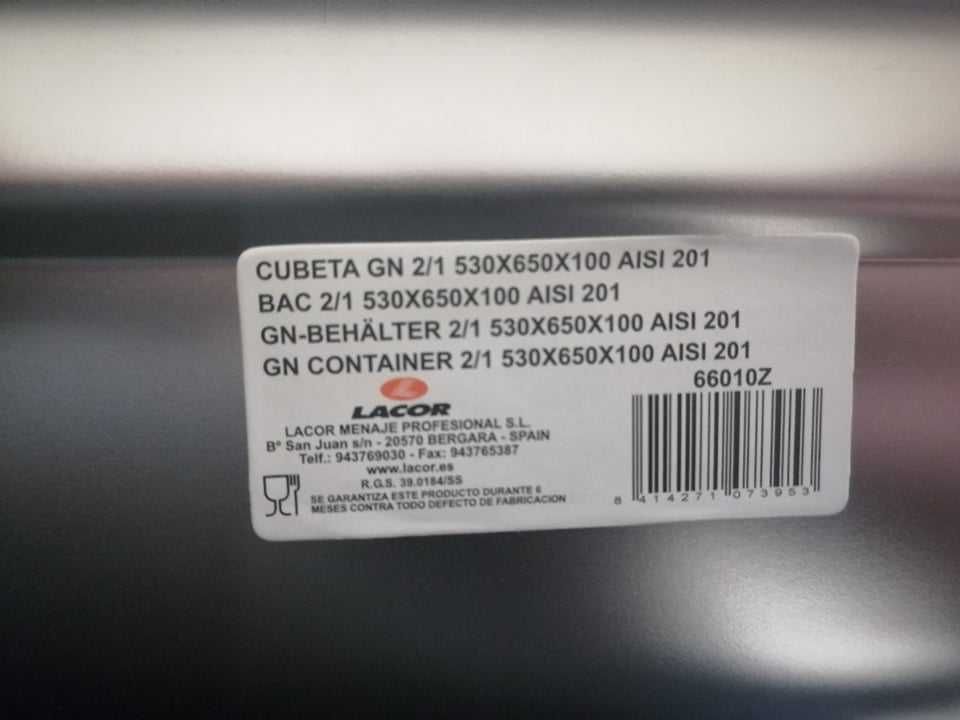 CUBETA GN 2/1 530X650X100 AISI 201
BAC 2/1 530X650X100 AISI 201
GN-BEHÄLTER 2/1 530X650X100 AISI 201
GN CONTAINER 2/1 530X650X100 AISI 201
66010Z
L
LACOR
LACOR MENAJE PROFESIONAL S.L.
Bº San Juan s/n - 20570 BERGARA - SPAIN
Telf.: 943769030 - Fax: 943765387
www.lacor.es
R.G.S. 39.0184/SS
SE GARANTIZA ESTE PRODUCTO DURANTE 6
MESES CONTRA TODO DEFECTO DE FABRICACION
8 414271 073953